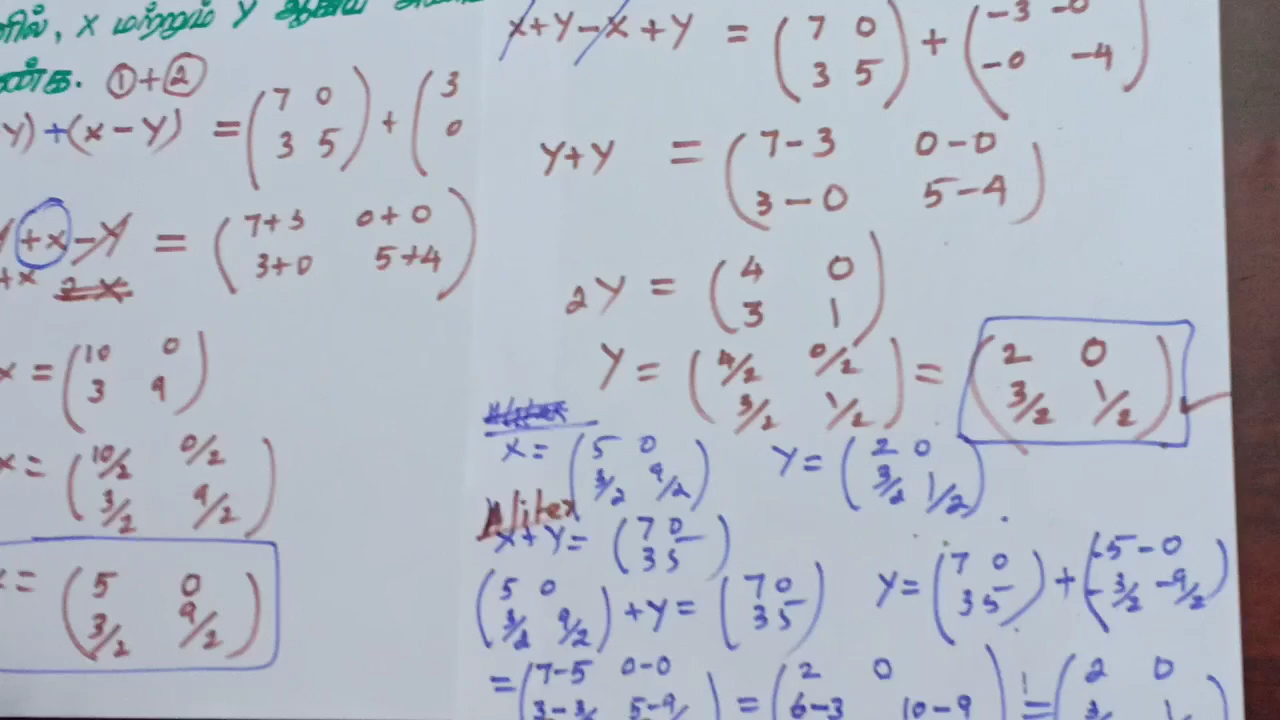 ளில், x மற்றும் y ஆகிய
ண்க. ①+②
y)+(x-y) = (7 0
3 5) + (3
0
y+x-y = (7+3 0+0
3+0 5+4)
+x
x = (10 0
3 9)
x = (10/2 0/2
3/2 9/2)
x = (5 0
3/2 9/2)
x+y-x+y = (7 0
3 5) + (-3 -0
-0 -4)
y+y = (7-3 0-0
3-0 5-4)
2y = (4 0
3 1)
y = (4/2 0/2
3/2 1/2) = (2 0
3/2 1/2)
x = (5 0
3/2 9/2) y = (2 0
3/2 1/2).
Aliter
x+y = (7 0
3 5)
(5 0
3/2 9/2) + y = (7 0
3 5) y = (7 0
3 5) + (-5 -0
-3/2 -9/2)
= (7-5 0-0
3-3/2 5-9/ = (2 0
6-3 10-9 = (2 0